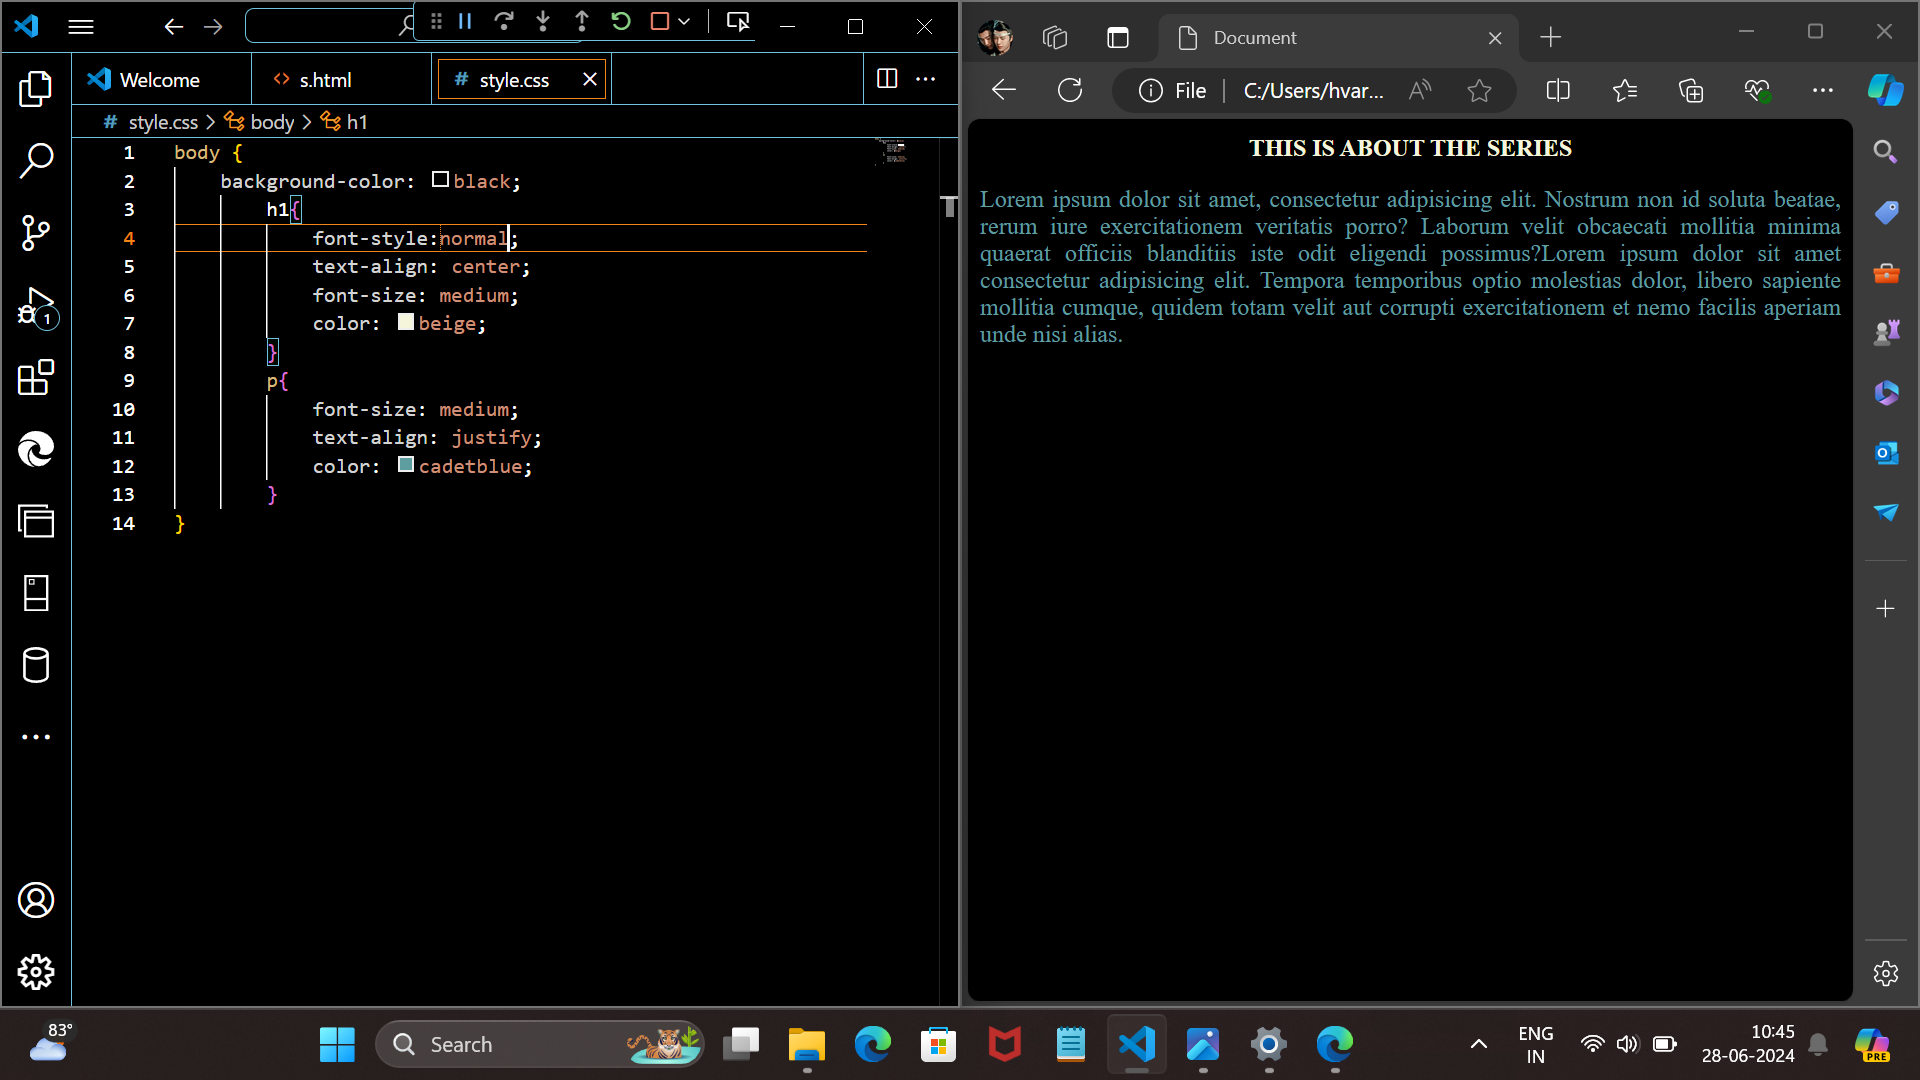 Welcome
<> s.html
# style.css
# style.css > body > h1
1 body {
2 background-color: black;
3 h1{
4 font-style:normal;
5 text-align: center;
6 font-size: medium;
7 color: beige;
8 }
9 p{
10 font-size: medium;
11 text-align: justify;
12 color: cadetblue;
13 }
14 }
1
Document
File
C:/Users/hvar...
THIS IS ABOUT THE SERIES
Lorem ipsum dolor sit amet, consectetur adipisicing elit. Nostrum non id soluta beatae,
rerum iure exercitationem veritatis porro? Laborum velit obcaecati mollitia minima
quaerat officiis blanditiis iste odit eligendi possimus?Lorem ipsum dolor sit amet
consectetur adipisicing elit. Tempora temporibus optio molestias dolor, libero sapiente
mollitia cumque, quidem totam velit aut corrupti exercitationem et nemo facilis aperiam
unde nisi alias.
83°
Search
ENG
IN
10:45
28-06-2024
PRE